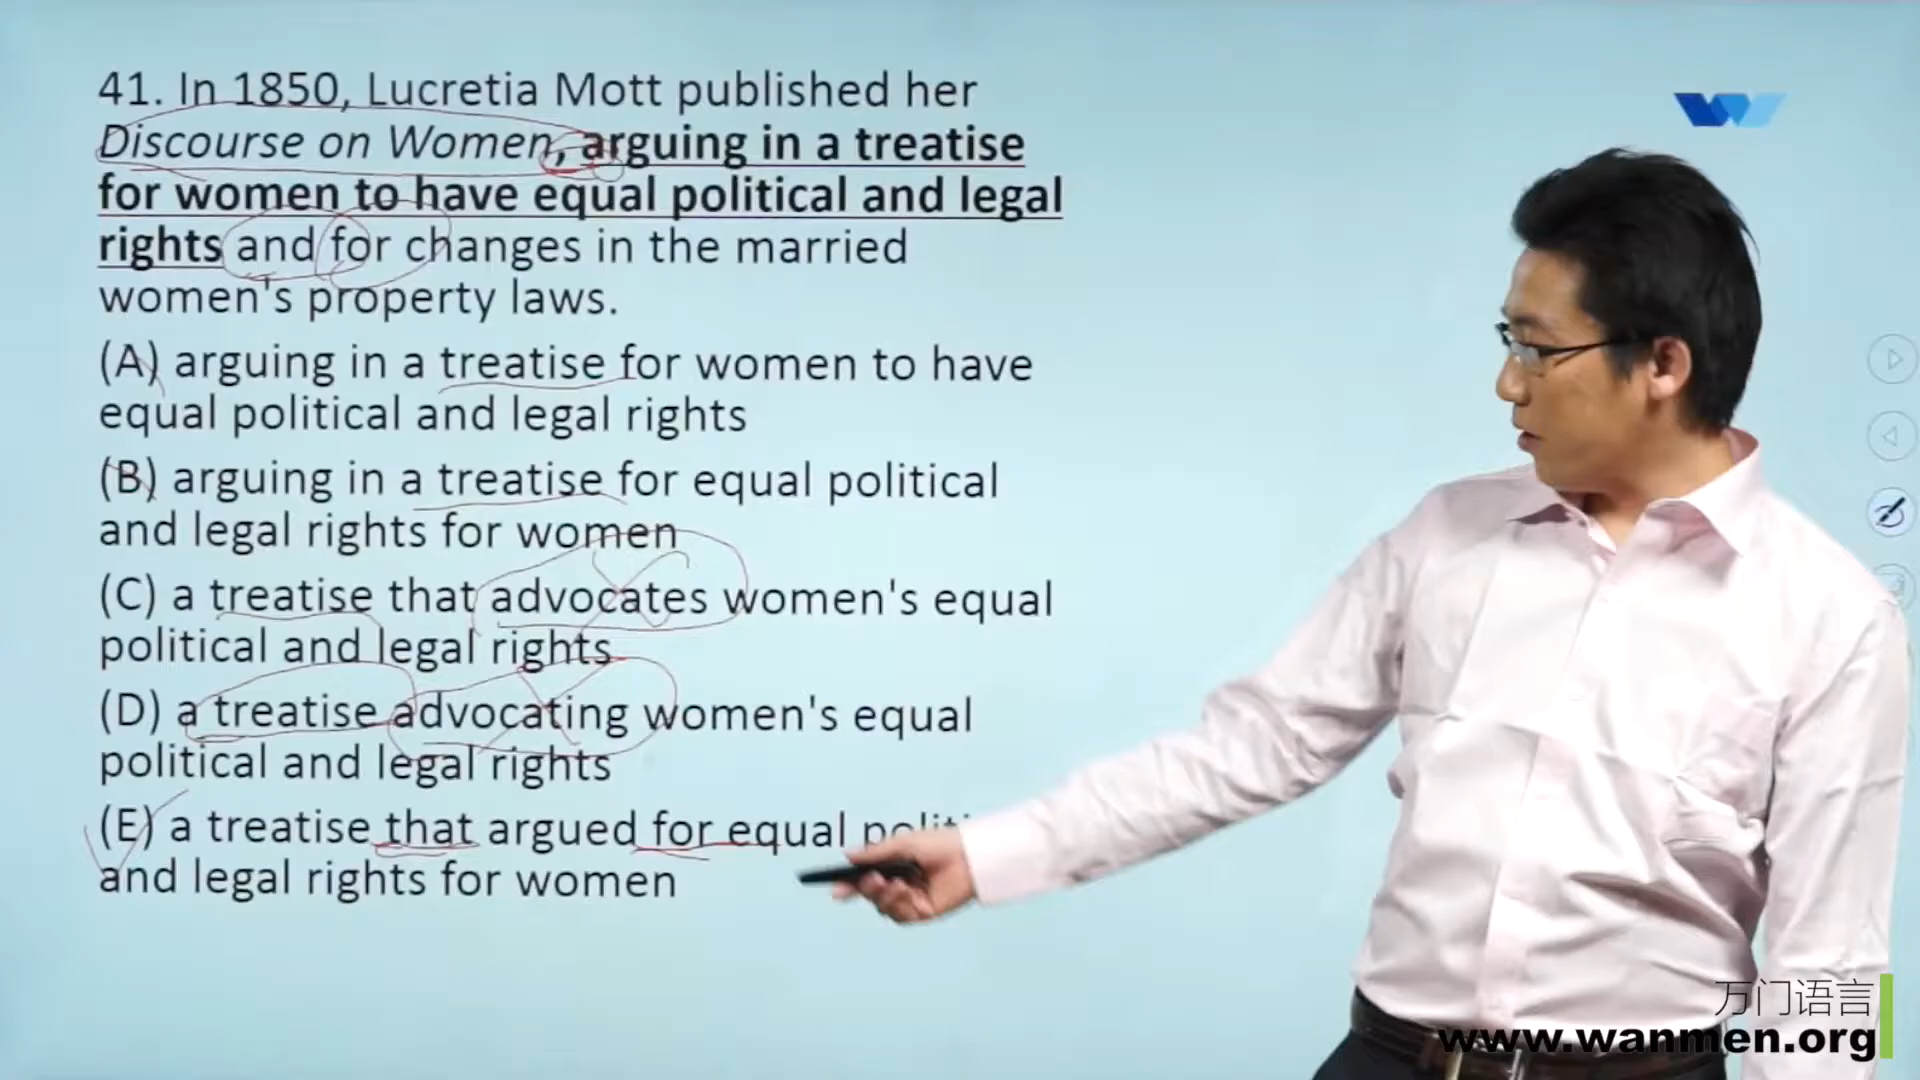 41. In 1850, Lucretia Mott published her
Discourse on Women, arguing in a treatise
for women to have equal political and legal
rights and for changes in the married
women's property laws.
(A) arguing in a treatise for women to have
equal political and legal rights
(B) arguing in a treatise for equal political
and legal rights for women
(C) a treatise that advocates women's equal
political and legal rights
(D) a treatise advocating women's equal
political and legal rights
(E) a treatise that argued for equal
and legal rights for women
万门语言
www.wanmen.org